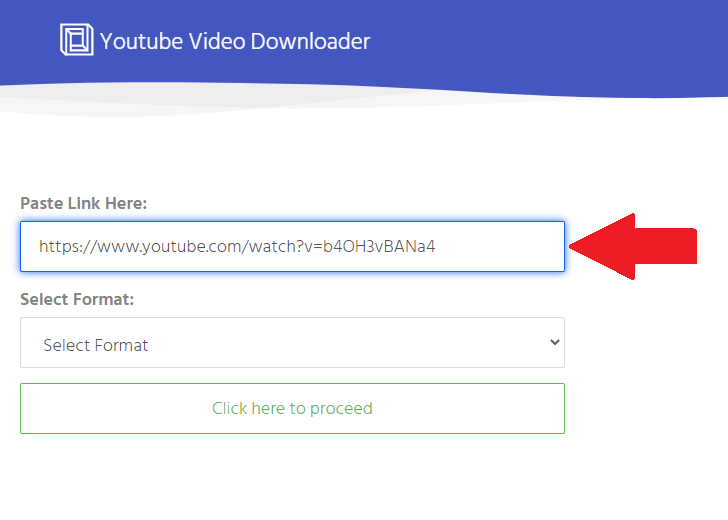 Youtube Video Downloader
Paste Link Here:
https://www.youtube.com/watch?v=b4OH3vBANa4
Select Format:
Select Format
Click here to proceed